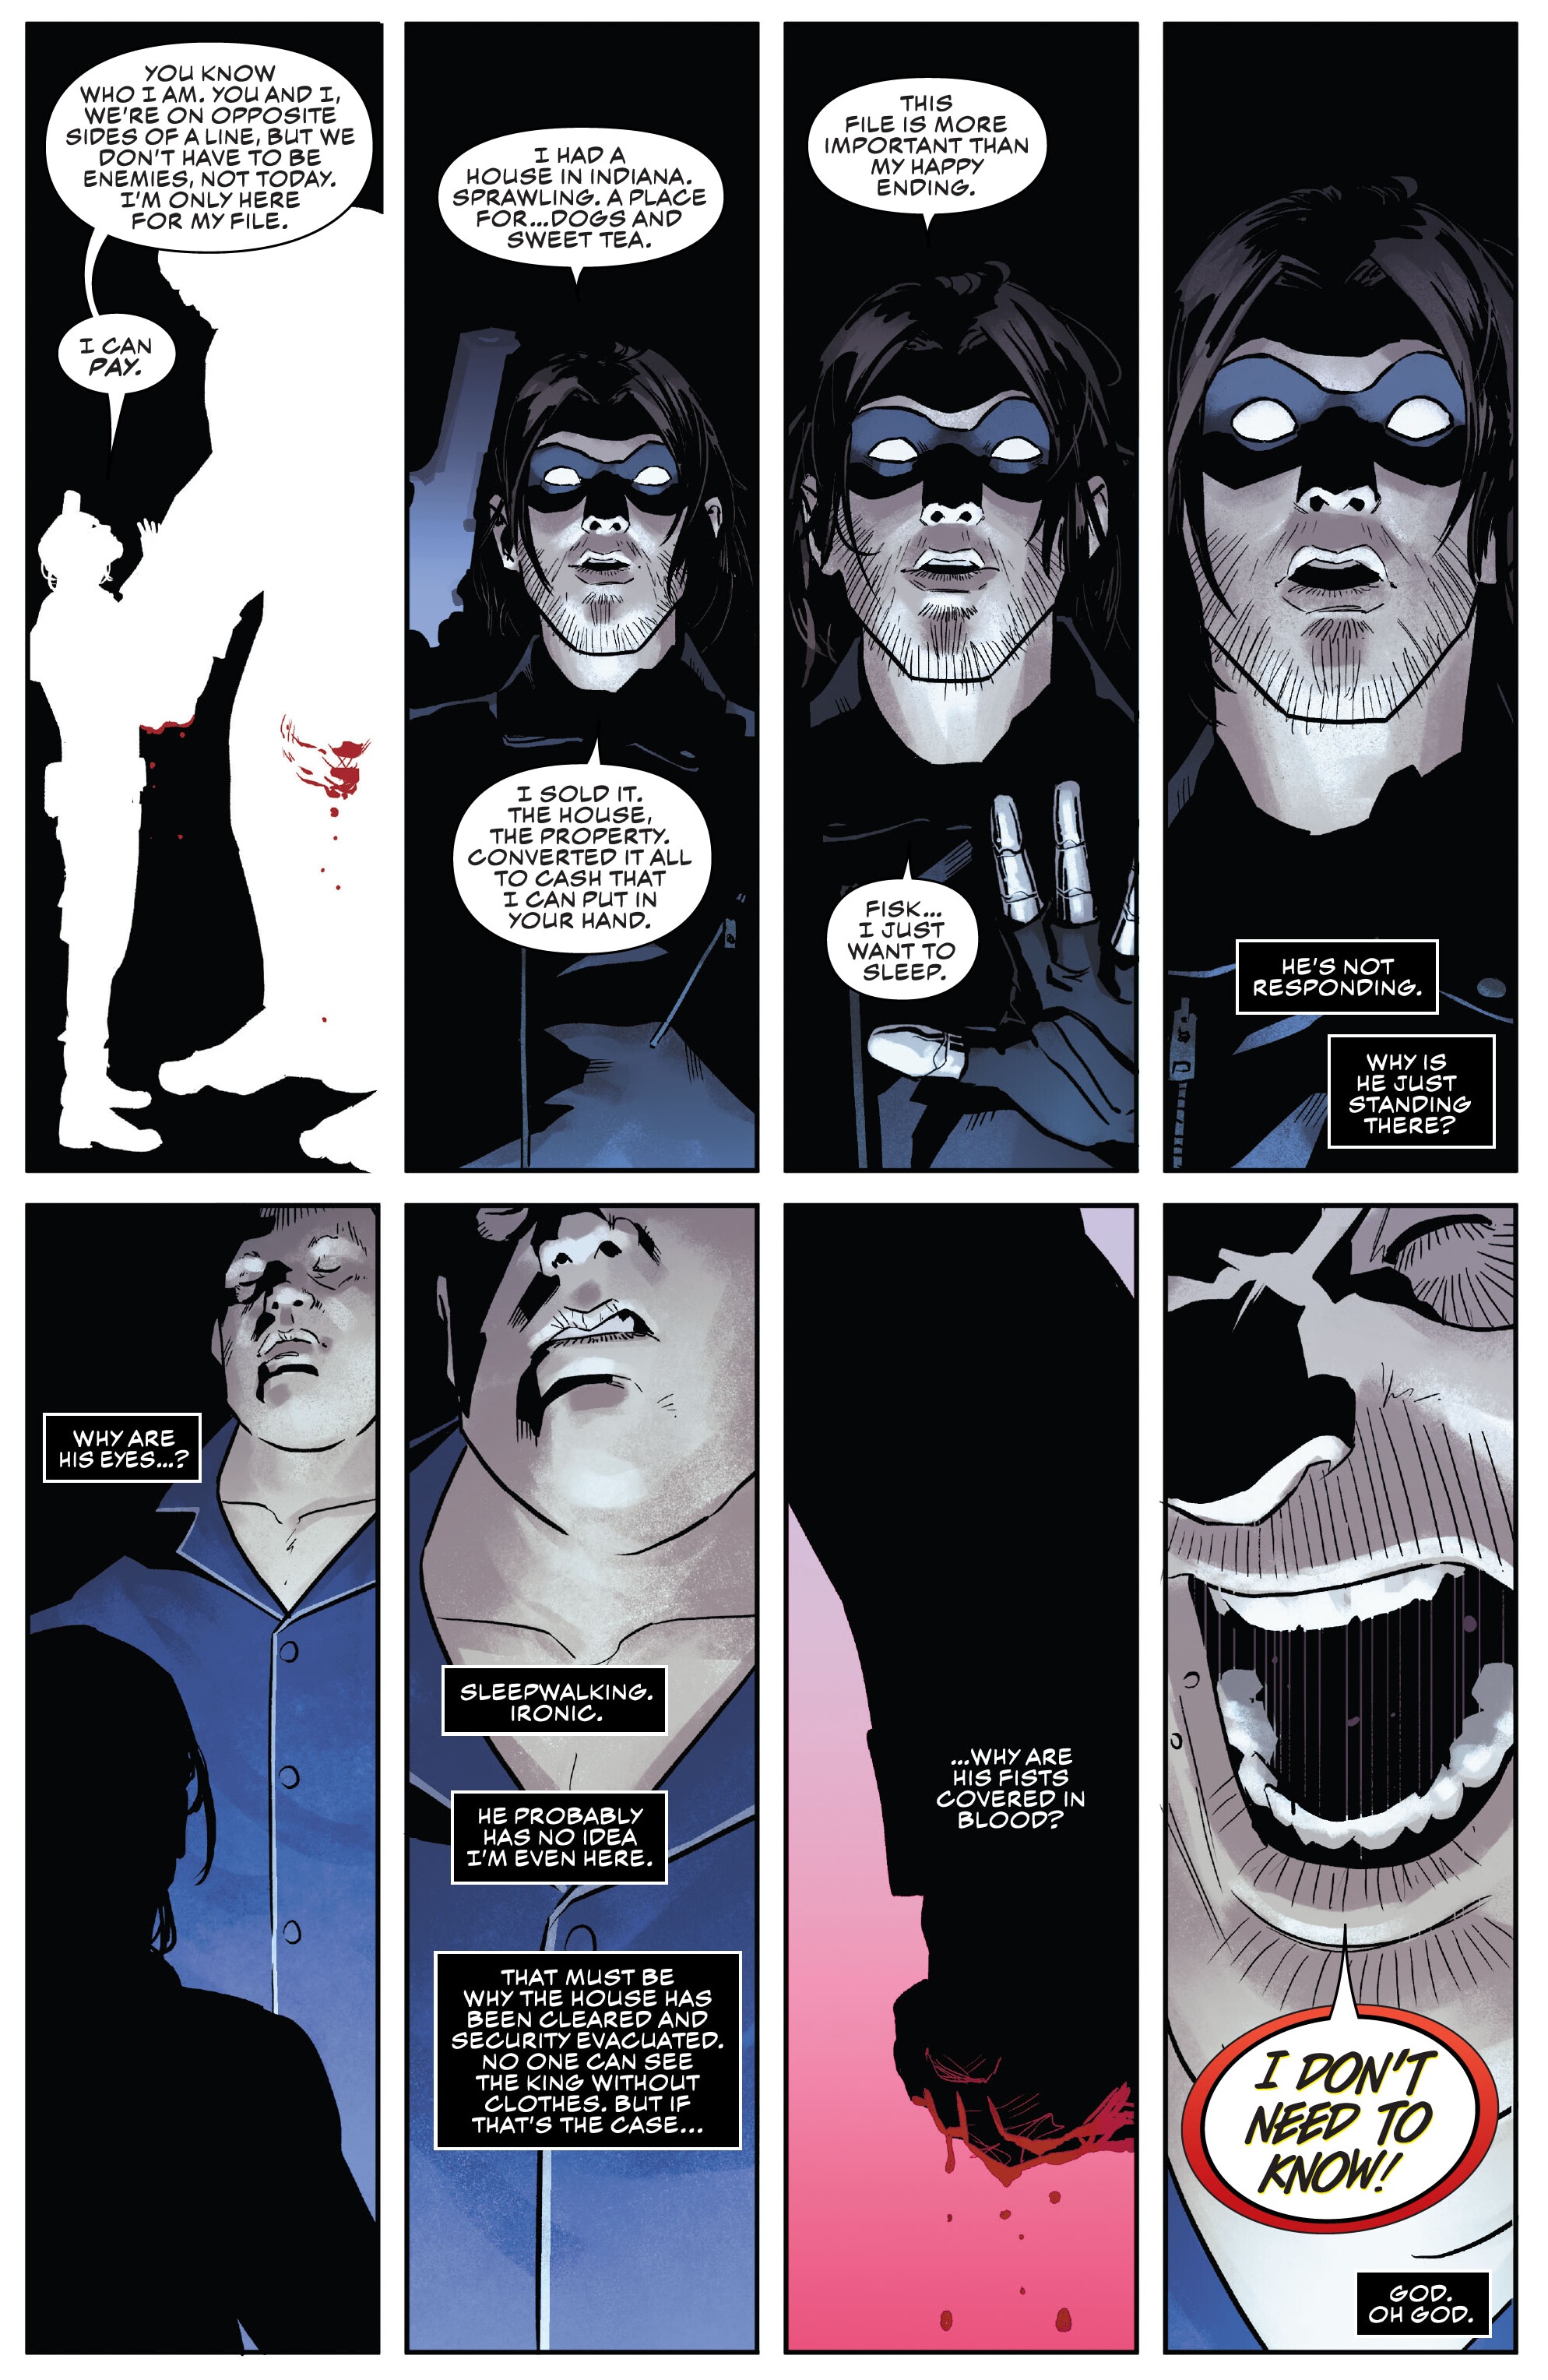 YOU KNOW
WHO I AM. YOU AND I,
WE'RE ON OPPOSITE
SIDES OF A LINE, BUT WE
DON'T HAVE TO BE
ENEMIES, NOT TODAY.
I'M ONLY HERE
FOR MY FILE.
I CAN
PAY.
I HAD A
HOUSE IN INDIANA.
SPRAWLING. A PLACE
FOR...DOGS AND
SWEET TEA.
I SOLD IT.
THE HOUSE,
THE PROPERTY.
CONVERTED IT ALL
TO CASH THAT
I CAN PUT IN
YOUR HAND.
THIS
FILE IS MORE
IMPORTANT THAN
MY HAPPY
ENDING.
FISK...
I JUST
WANT TO
SLEEP.
HE'S NOT
RESPONDING.
WHY IS
HE JUST
STANDING
THERE?
WHY ARE
HIS EYES...?
SLEEPWALKING.
IRONIC.
HE PROBABLY
HAS NO IDEA
I'M EVEN HERE.
THAT MUST BE
WHY THE HOUSE HAS
BEEN CLEARED AND
SECURITY EVACUATED.
NO ONE CAN SEE
THE KING WITHOUT
CLOTHES. BUT IF
THAT'S THE CASE...
...WHY ARE
HIS FISTS
COVERED IN
BLOOD?
I DON'T
NEED TO
KNOW!
GOD.
OH GOD.